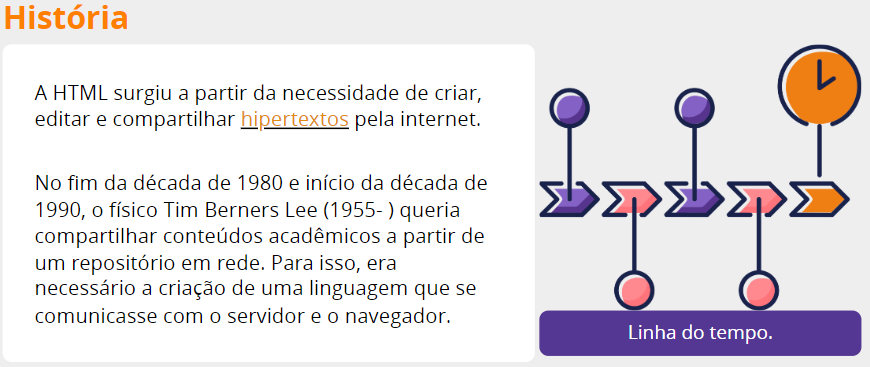 História
A HTML surgiu a partir da necessidade de criar,
editar e compartilhar hipertextos pela internet.
No fim da década de 1980 e início da década de
1990, o físico Tim Berners Lee (1955- ) queria
compartilhar conteúdos acadêmicos a partir de
um repositório em rede. Para isso, era
necessário a criação de uma linguagem que se
comunicasse com o servidor e o navegador.
Linha do tempo.